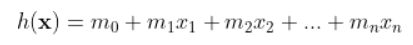 h(x) = m₀ + m₁x₁ + m₂x₂ + ... + mₙxₙ